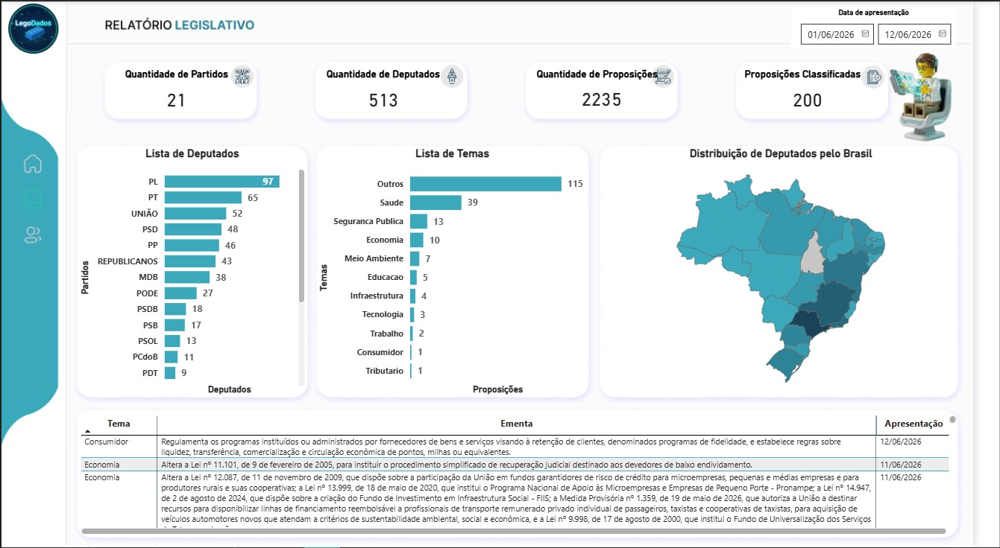 LegoDados
RELATÓRIO LEGISLATIVO
Data de apresentação
01/06/2026
12/06/2026
Quantidade de Partidos
21
Quantidade de Deputados
513
Quantidade de Proposições
2235
Proposições Classificadas
200
Lista de Deputados
Partidos
PL 97
PT 65
UNIÃO 52
PSD 48
PP 46
REPUBLICANOS 43
MDB 38
PODE 27
PSDB 18
PSB 17
PSOL 13
PCdoB 11
PDT 9
Deputados
Lista de Temas
Temas
Outros 115
Saude 39
Seguranca Publica 13
Economia 10
Meio Ambiente 7
Educacao 5
Infraestrutura 4
Tecnologia 3
Trabalho 2
Consumidor 1
Tributario 1
Proposições
Distribuição de Deputados pelo Brasil
Tema Ementa Apresentação
Consumidor Regulamenta os programas instituídos ou administrados por fornecedores de bens e serviços visando à retenção de clientes, denominados programas de fidelidade, e estabelece regras sobre 12/06/2026
liquidez, transferência, comercialização e circulação econômica de pontos, milhas ou equivalentes.
Economia Altera a Lei nº 11.101, de 9 de fevereiro de 2005, para instituir o procedimento simplificado de recuperação judicial destinado aos devedores de baixo endividamento. 11/06/2026
Economia Altera a Lei nº 12.087, de 11 de novembro de 2009, que dispõe sobre a participação da União em fundos garantidores de risco de crédito para microempresas, pequenas e médias empresas e para 11/06/2026
produtores rurais e suas cooperativas; a Lei nº 13.999, de 18 de maio de 2020, que institui o Programa Nacional de Apoio às Microempresas e Empresas de Pequeno Porte - Pronampe; a Lei nº 14.947,
de 2 de agosto de 2024, que dispõe sobre a criação do Fundo de Investimento em Infraestrutura Social - FIIS; a Medida Provisória nº 1.359, de 19 de maio de 2026, que autoriza a União a destinar
recursos para disponibilizar linhas de financiamento reembolsável a profissionais de transporte remunerado privado individual de passageiros, taxistas e cooperativas de taxistas, para aquisição de
veículos automotores novos que atendam a critérios de sustentabilidade ambiental, social e econômica, e a Lei nº 9.998, de 17 de agosto de 2000, que institui o Fundo de Universalização dos Serviços